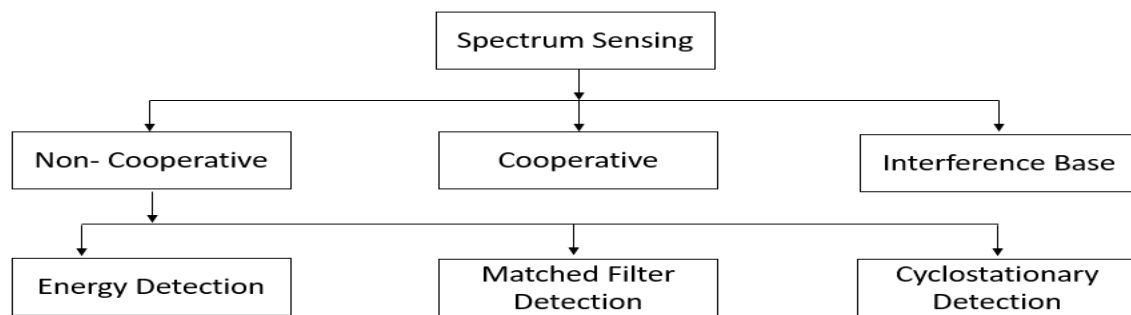 Spectrum Sensing
Non- Cooperative
Cooperative
Interference Base
Energy Detection
Matched Filter
Detection
Cyclostationary
Detection